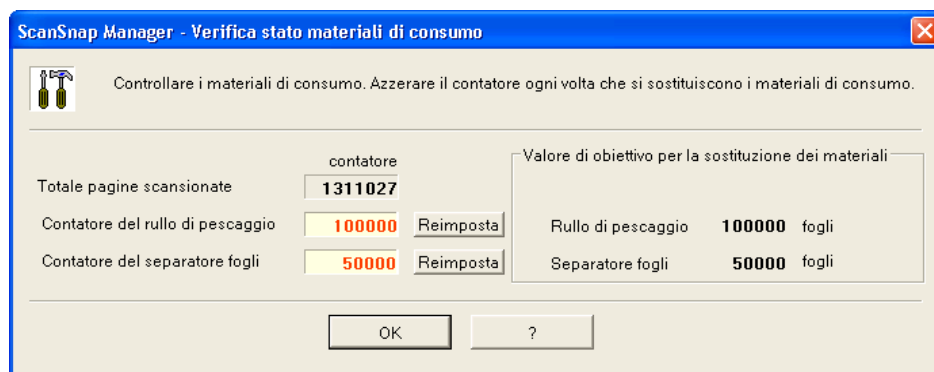 ScanSnap Manager - Verifica stato materiali di consumo
Controllare i materiali di consumo. Azzerare il contatore ogni volta che si sostituiscono i materiali di consumo.
contatore
Valore di obiettivo per la sostituzione dei materiali
Totale pagine scansionate 1311027
Contatore del rullo di pescaggio 100000 Reimposta Rullo di pescaggio 100000 fogli
Contatore del separatore fogli 50000 Reimposta Separatore fogli 50000 fogli
OK ?